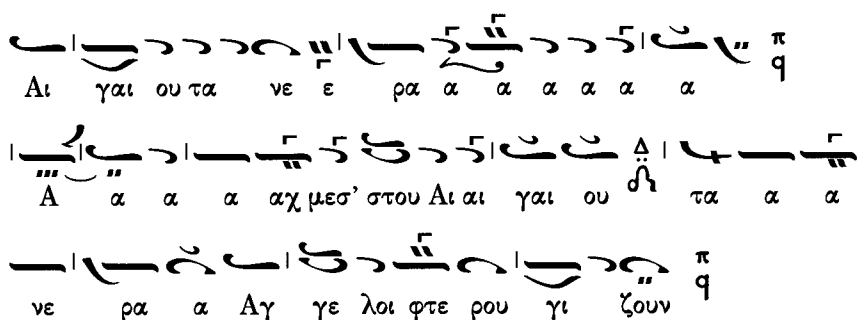 Αι γαι ου τα νε ε ρα α α α α α α π q
Α α α α αχ μεσ' στου Αι αι γαι ου Δ τα α α
νε ρα α Αγ γε λοι φτε ρου γι ζουν π q